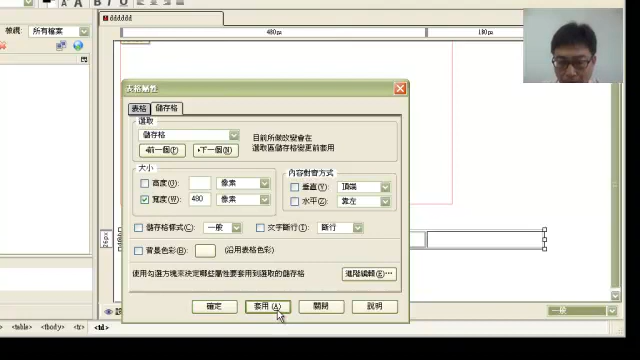 檢視: 所有檔案
dddddd
480px
180px
表格屬性
表格 儲存格
選取
儲存格
前一個(P) 下一個(N)
目前所做改變會在
選取區儲存格變更前套用
大小
高度(O): 像素
寬度(W): 480 像素
內容對齊方式
垂直(Y): 頂端
水平(Z): 靠左
儲存格樣式(L): 一般 文字斷行(T): 斷行
背景色彩(B): (沿用表格色彩)
使用勾選方塊來決定哪些屬性要套用到選取的儲存格 進階編輯(E)...
確定 套用(A) 關閉 說明
一般
<table> <tbody> <tr> <td>